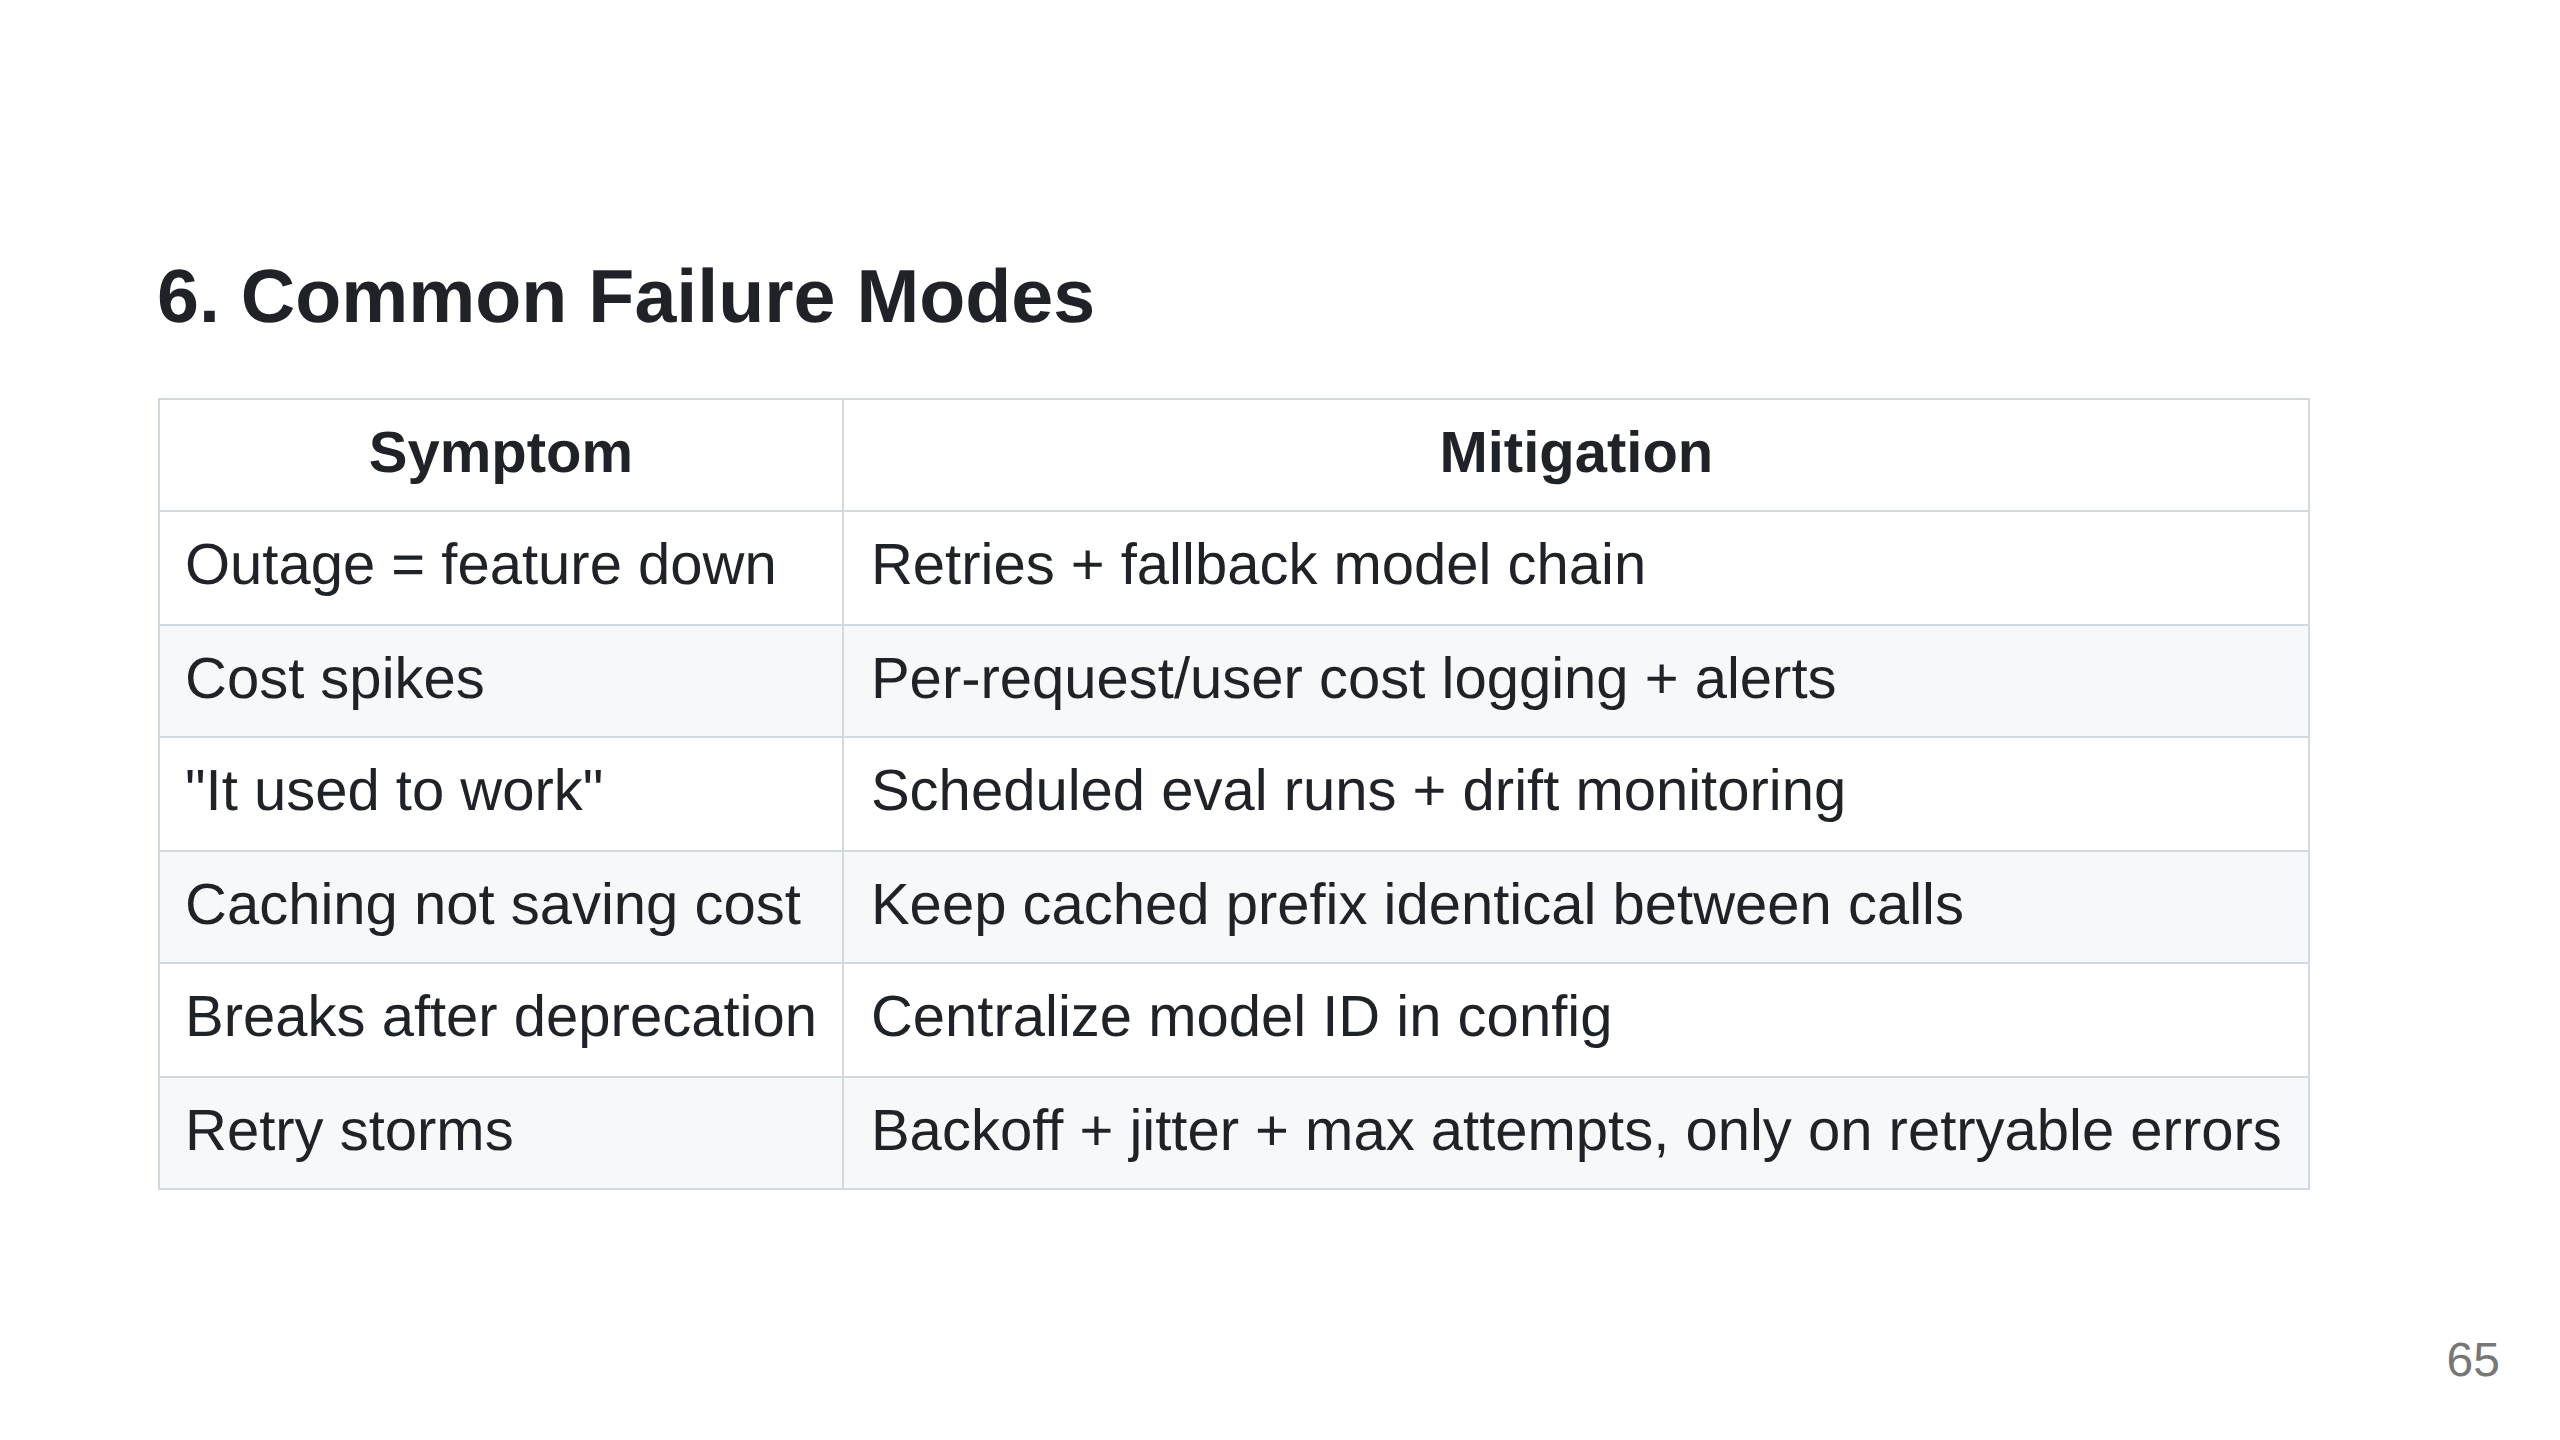 6. Common Failure Modes
Symptom Mitigation
Outage = feature down Retries + fallback model chain
Cost spikes Per-request/user cost logging + alerts
"It used to work" Scheduled eval runs + drift monitoring
Caching not saving cost Keep cached prefix identical between calls
Breaks after deprecation Centralize model ID in config
Retry storms Backoff + jitter + max attempts, only on retryable errors
65